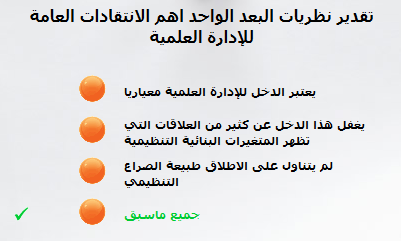 تقدير نظريات البعد الواحد اهم الانتقادات العامة
للإدارة العلمية
يعتبر الدخل للإدارة العلمية معياريا
يغفل هذا الدخل عن كثير من العلاقات التي
تظهر المتغيرات البنائية التنظيمية
لم يتناول على الاطلاق طبيعة الصراع
التنظيمي
جميع ماسبق